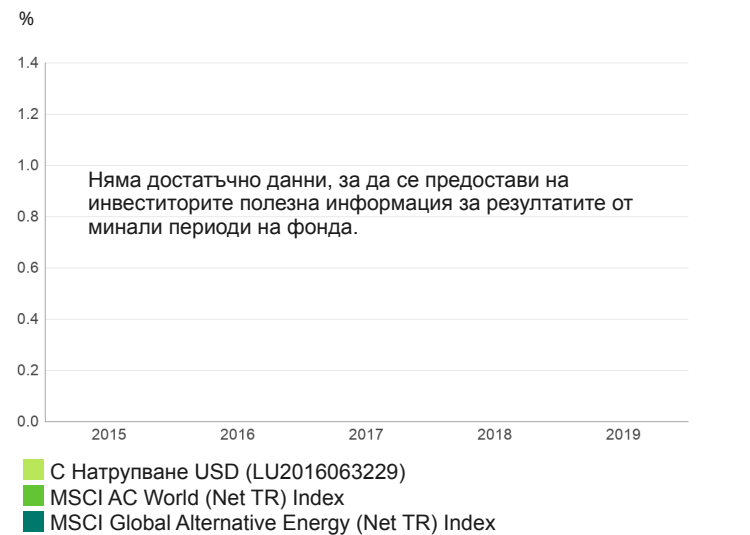 %
1.4
1.2
1.0
Няма достатъчно данни, за да се предостави на
инвеститорите полезна информация за резултатите от
минали периоди на фонда.
0.8
0.6
0.4
0.2
0.0
2015 2016 2017 2018 2019
С Натрупване USD (LU2016063229)
MSCI AC World (Net TR) Index
MSCI Global Alternative Energy (Net TR) Index